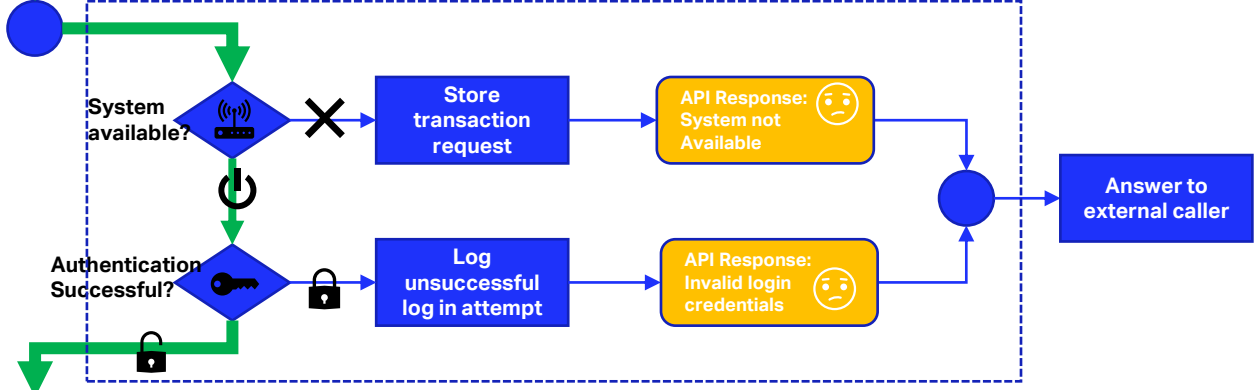 System
available?
Store
transaction
request
API Response:
System not
Available
Answer to
external caller
Authentication
Successful?
Log
unsuccessful
log in attempt
API Response:
Invalid login
credentials